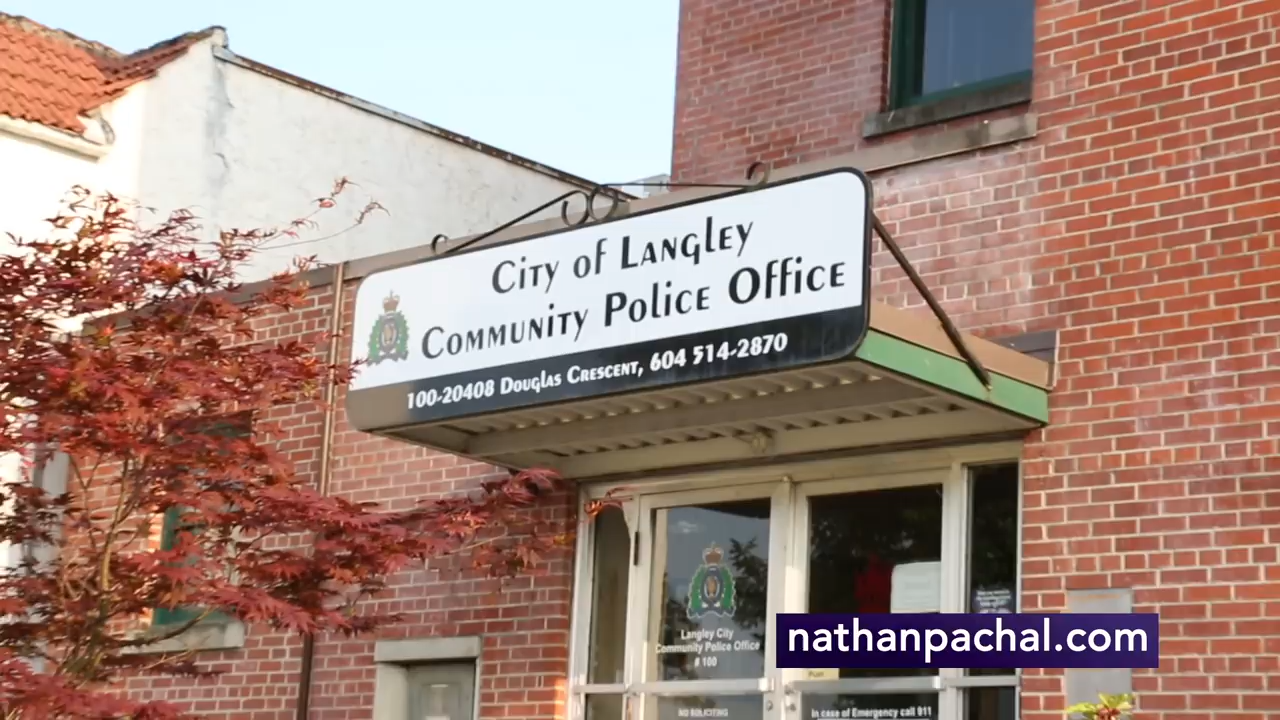 City of Langley
Community Police Office
100-20408 Douglas Crescent, 604 514-2870
Langley City
Community Police Office
# 100
NO SOLICITING
In case of Emergency call 911
nathanpachal.com